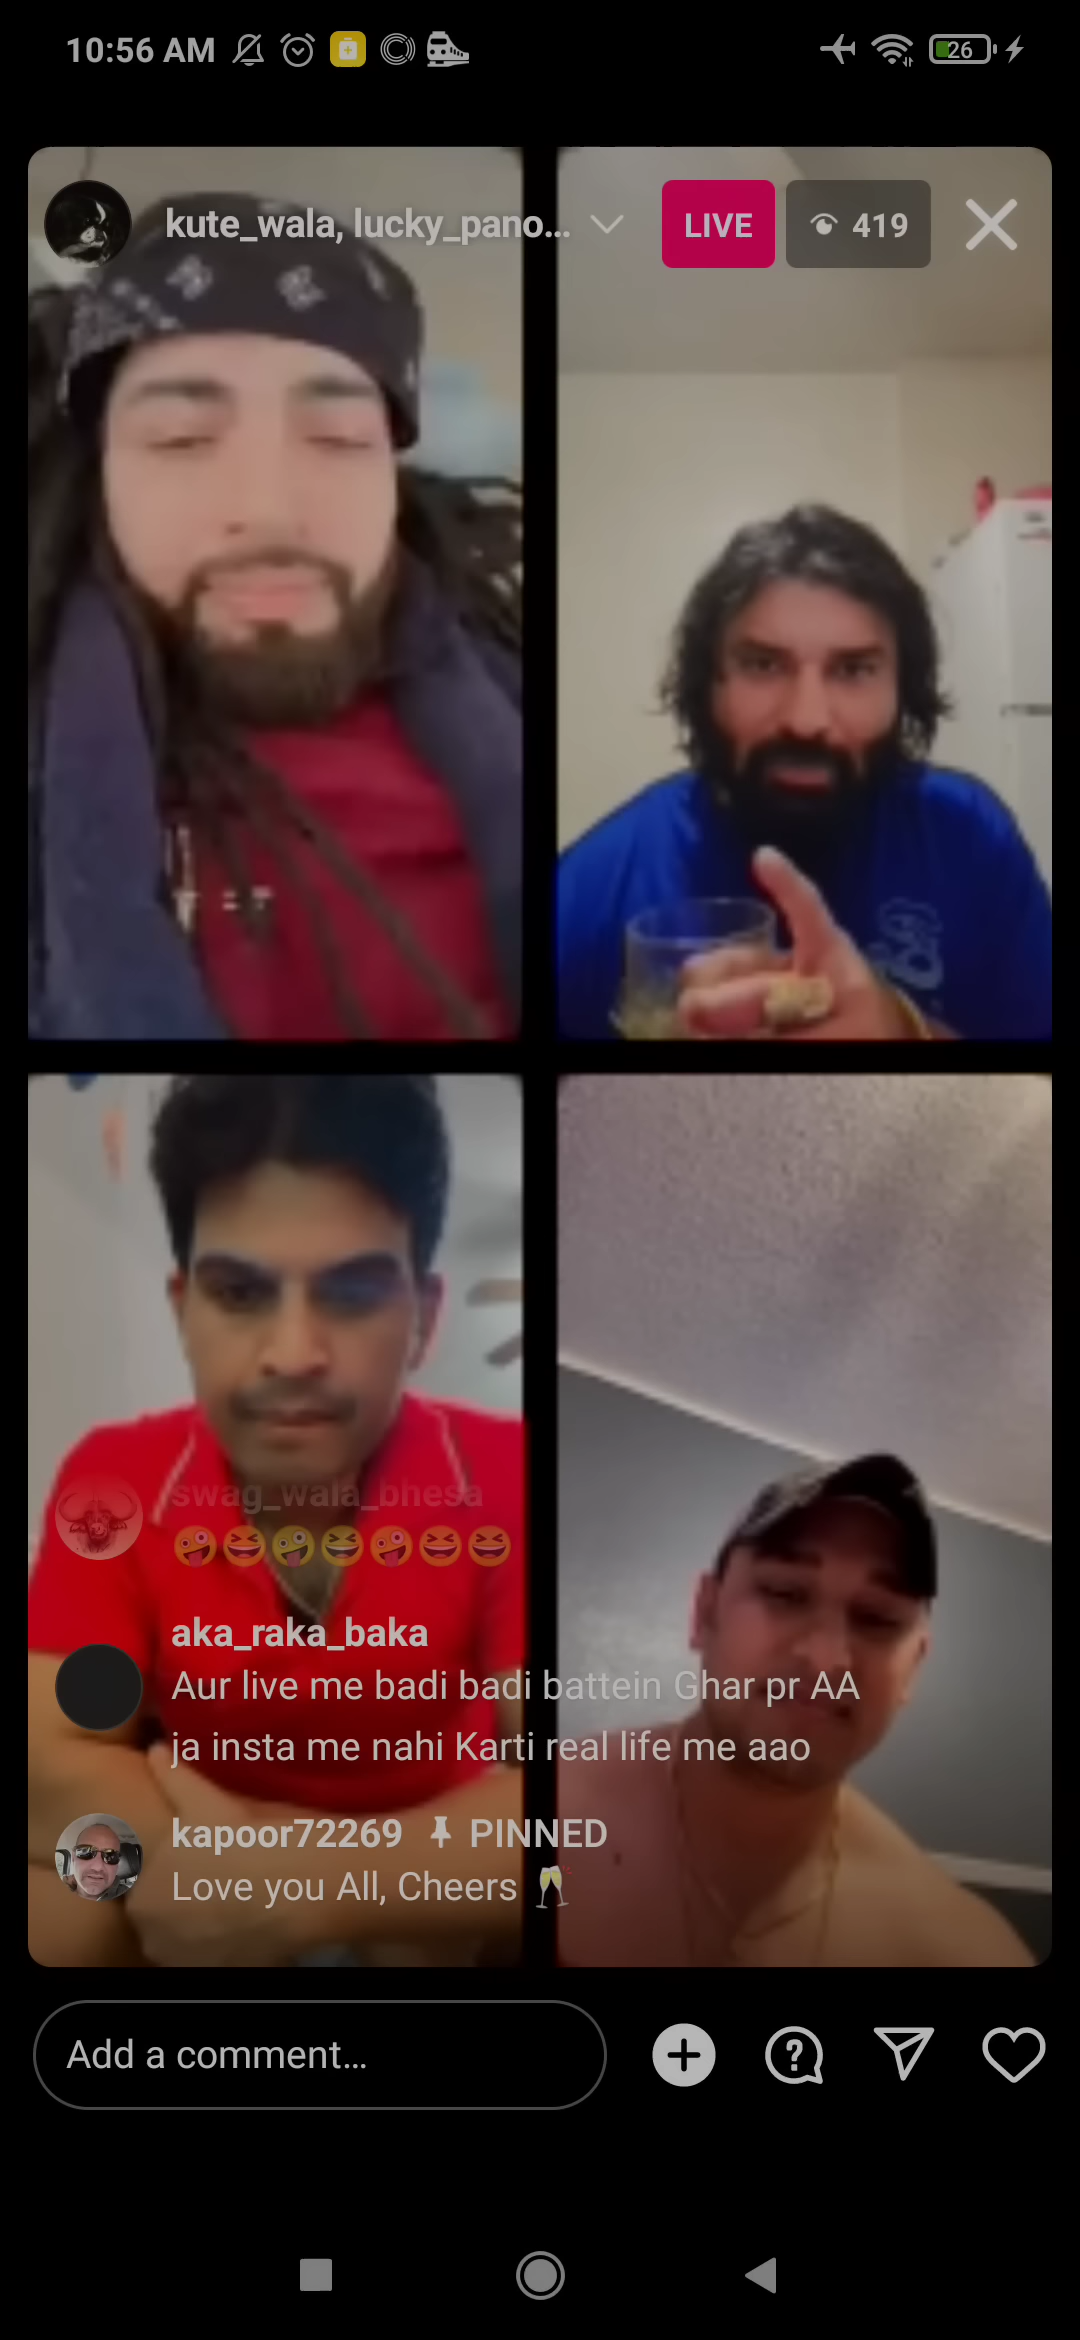 10:56 AM
26
kute_wala, lucky_pano...
LIVE
419
swag_wala_bhesa
🤪😆🤪😆🤪😆😆
aka_raka_baka
Aur live me badi badi battein Ghar pr AA
ja insta me nahi Karti real life me aao
kapoor72269 PINNED
Love you All, Cheers 🥂
Add a comment...